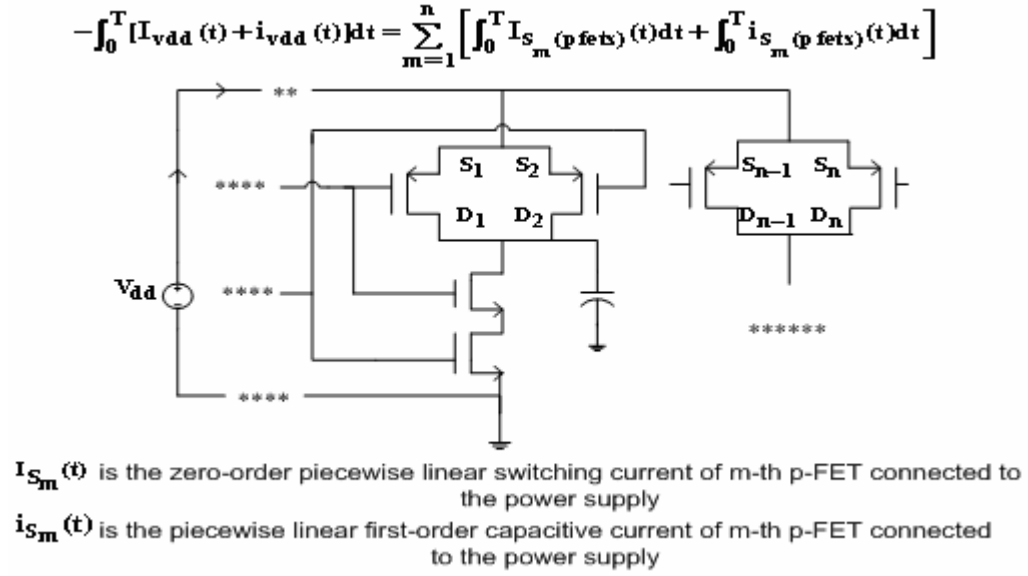 -∫₀ᵀ[I_vdd (t) + i_vdd (t)]dt = ∑_{m=1}^{n} [∫₀ᵀ I_{S_m (p fets)} (t)dt + ∫₀ᵀ i_{S_m (p fets)} (t)dt]
**
S₁ S₂ S_{n-1} S_n
****
D₁ D₂ D_{n-1} D_n
V_dd ****
******
****
I_{S_m}(t) is the zero-order piecewise linear switching current of m-th p-FET connected to
the power supply
i_{S_m}(t) is the piecewise linear first-order capacitive current of m-th p-FET connected
to the power supply